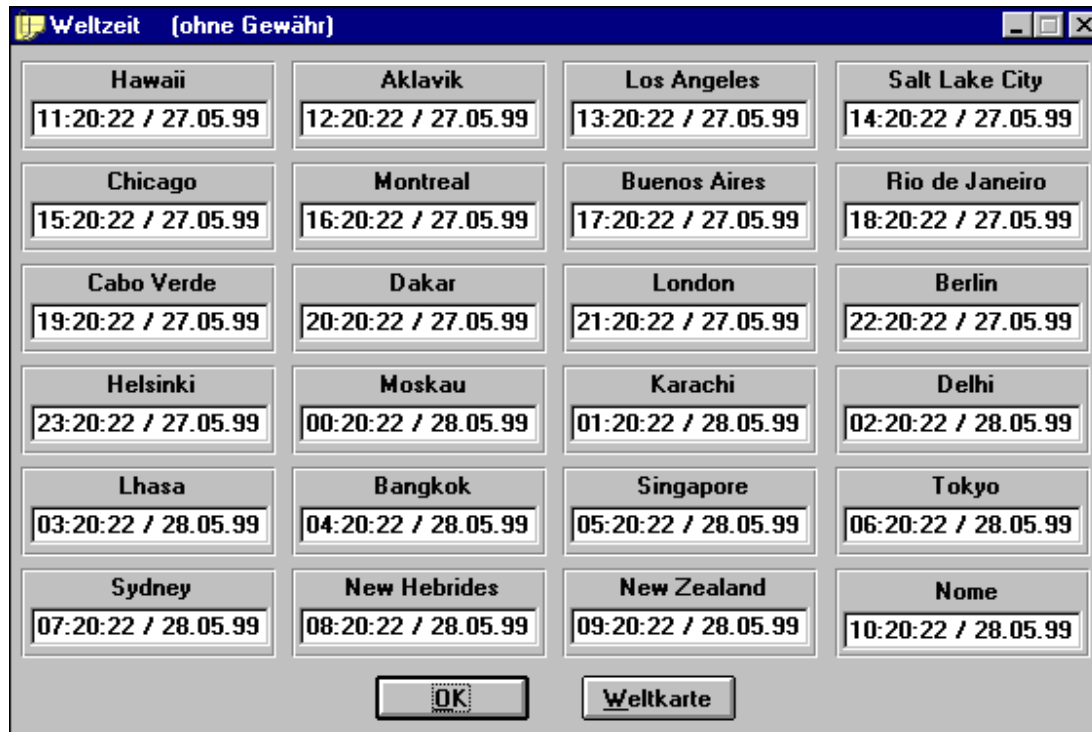 Weltzeit (ohne Gewähr)
Hawaii Aklavik Los Angeles Salt Lake City
11:20:22 / 27.05.99 12:20:22 / 27.05.99 13:20:22 / 27.05.99 14:20:22 / 27.05.99
Chicago Montreal Buenos Aires Rio de Janeiro
15:20:22 / 27.05.99 16:20:22 / 27.05.99 17:20:22 / 27.05.99 18:20:22 / 27.05.99
Cabo Verde Dakar London Berlin
19:20:22 / 27.05.99 20:20:22 / 27.05.99 21:20:22 / 27.05.99 22:20:22 / 27.05.99
Helsinki Moskau Karachi Delhi
23:20:22 / 27.05.99 00:20:22 / 28.05.99 01:20:22 / 28.05.99 02:20:22 / 28.05.99
Lhasa Bangkok Singapore Tokyo
03:20:22 / 28.05.99 04:20:22 / 28.05.99 05:20:22 / 28.05.99 06:20:22 / 28.05.99
Sydney New Hebrides New Zealand Nome
07:20:22 / 28.05.99 08:20:22 / 28.05.99 09:20:22 / 28.05.99 10:20:22 / 28.05.99
OK Weltkarte